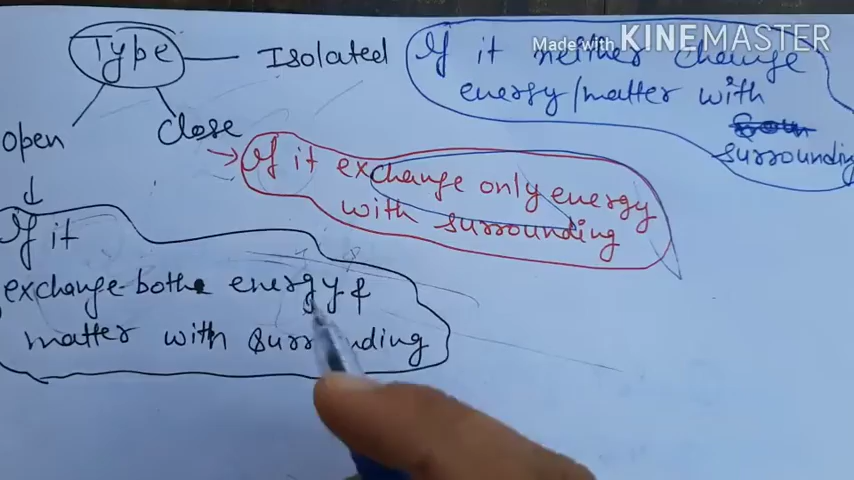 Made with KINEMASTER
Type
Isolated
If it neither change
energy/matter with
surrounding
open
Close
If it exchange only energy
with surrounding
If it
exchange both energy &
matter with surrounding